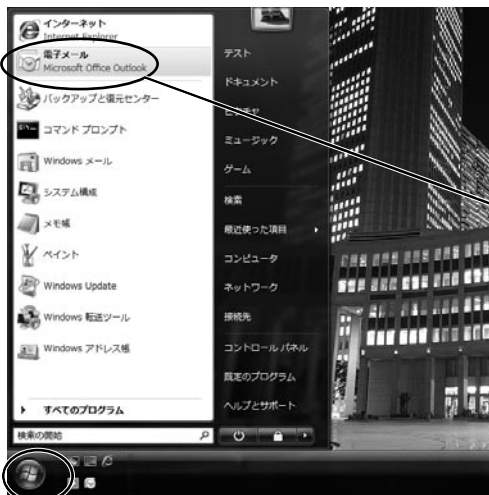 インターネット
Internet Explorer
電子メール
Microsoft Office Outlook
バックアップと復元センター
コマンド プロンプト
Windows メール
システム構成
メモ帳
ペイント
Windows Update
Windows 転送ツール
Windows アドレス帳
すべてのプログラム
検索の開始
テスト
ドキュメント
ピクチャ
ミュージック
ゲーム
検索
最近使った項目
コンピュータ
ネットワーク
接続先
コントロール パネル
既定のプログラム
ヘルプとサポート